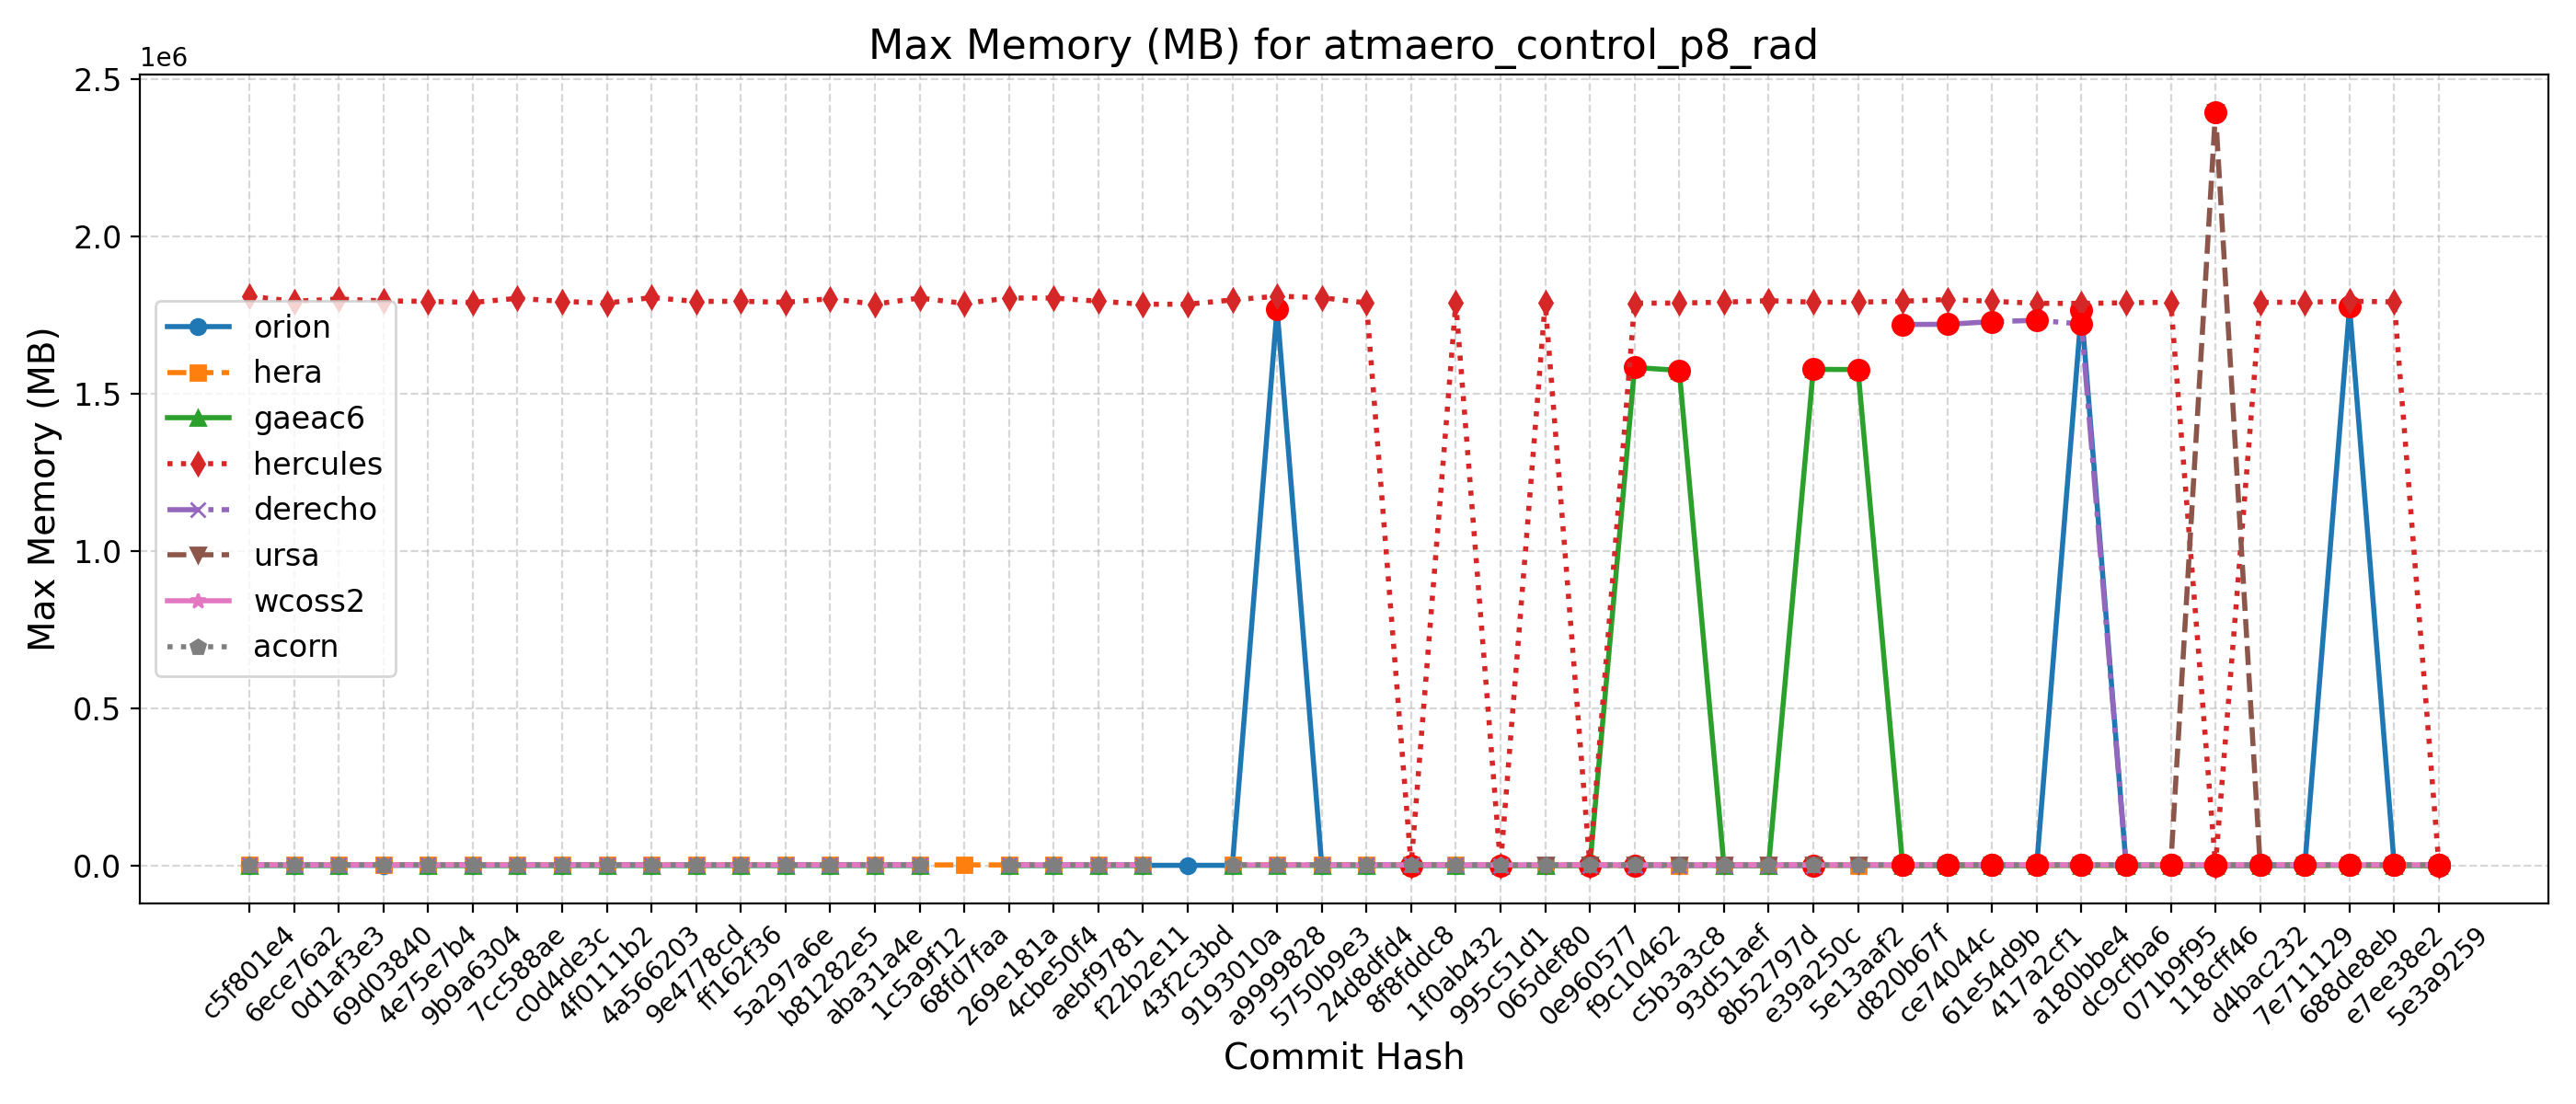 Max Memory (MB) for atmaero_control_p8_rad
1e6
2.5
2.0
1.5
1.0
0.5
0.0
Max Memory (MB)
orion
hera
gaeac6
hercules
derecho
ursa
wcoss2
acorn
c5f801e4
6ece76a2
0d1af3e3
69d03840
4e75e7b4
9b9a6304
7cc588ae
c0d4de3c
4f0111b2
4a566203
9e4778cd
ff162f36
5a297a6e
b81282e5
aba31a4e
1c5a9f12
68fd7faa
269e181a
4cbe50f4
aebf9781
f22b2e11
43f2c3bd
9193010a
a9999828
5750b9e3
24d8dfd4
8f8fddc8
1f0ab432
995c51d1
065def80
0e960577
f9c10462
c5b3a3c8
93d51aef
8b52797d
e39a250c
5e13aaf2
d820b67f
ce74044c
61e54d9b
417a2cf1
a180bbe4
dc9cfba6
071b9f95
118cff46
d4bac232
7e711129
688de8eb
e7ee38e2
5e3a9259
Commit Hash